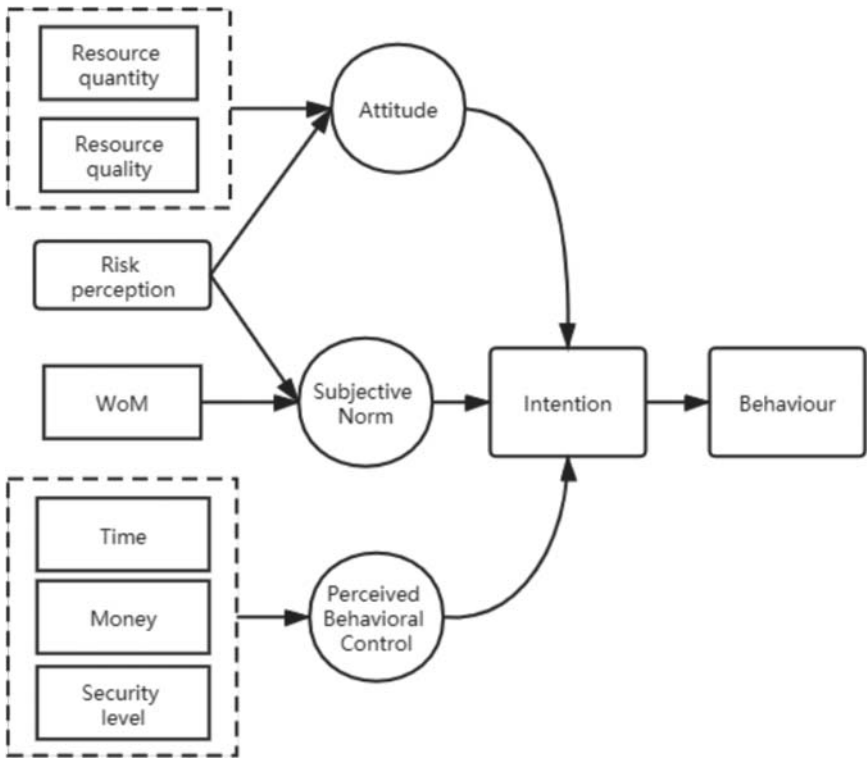 Resource
quantity
Resource
quality
Attitude
Risk
perception
WoM
Subjective
Norm
Intention
Behaviour
Time
Money
Security
level
Perceived
Behavioral
Control